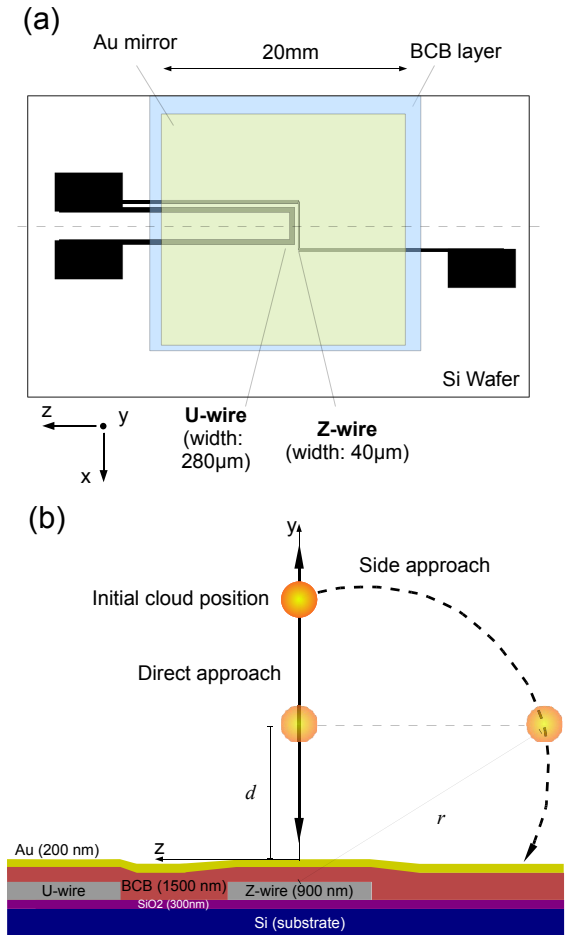 (a)
Au mirror
20mm
BCB layer
Si Wafer
U-wire
(width:
280µm)
Z-wire
(width: 40µm)
z
y
x
(b)
y
Side approach
Initial cloud position
Direct approach
d
r
Au (200 nm)
z
U-wire
BCB (1500 nm)
Z-wire (900 nm)
SiO2 (300nm)
Si (substrate)